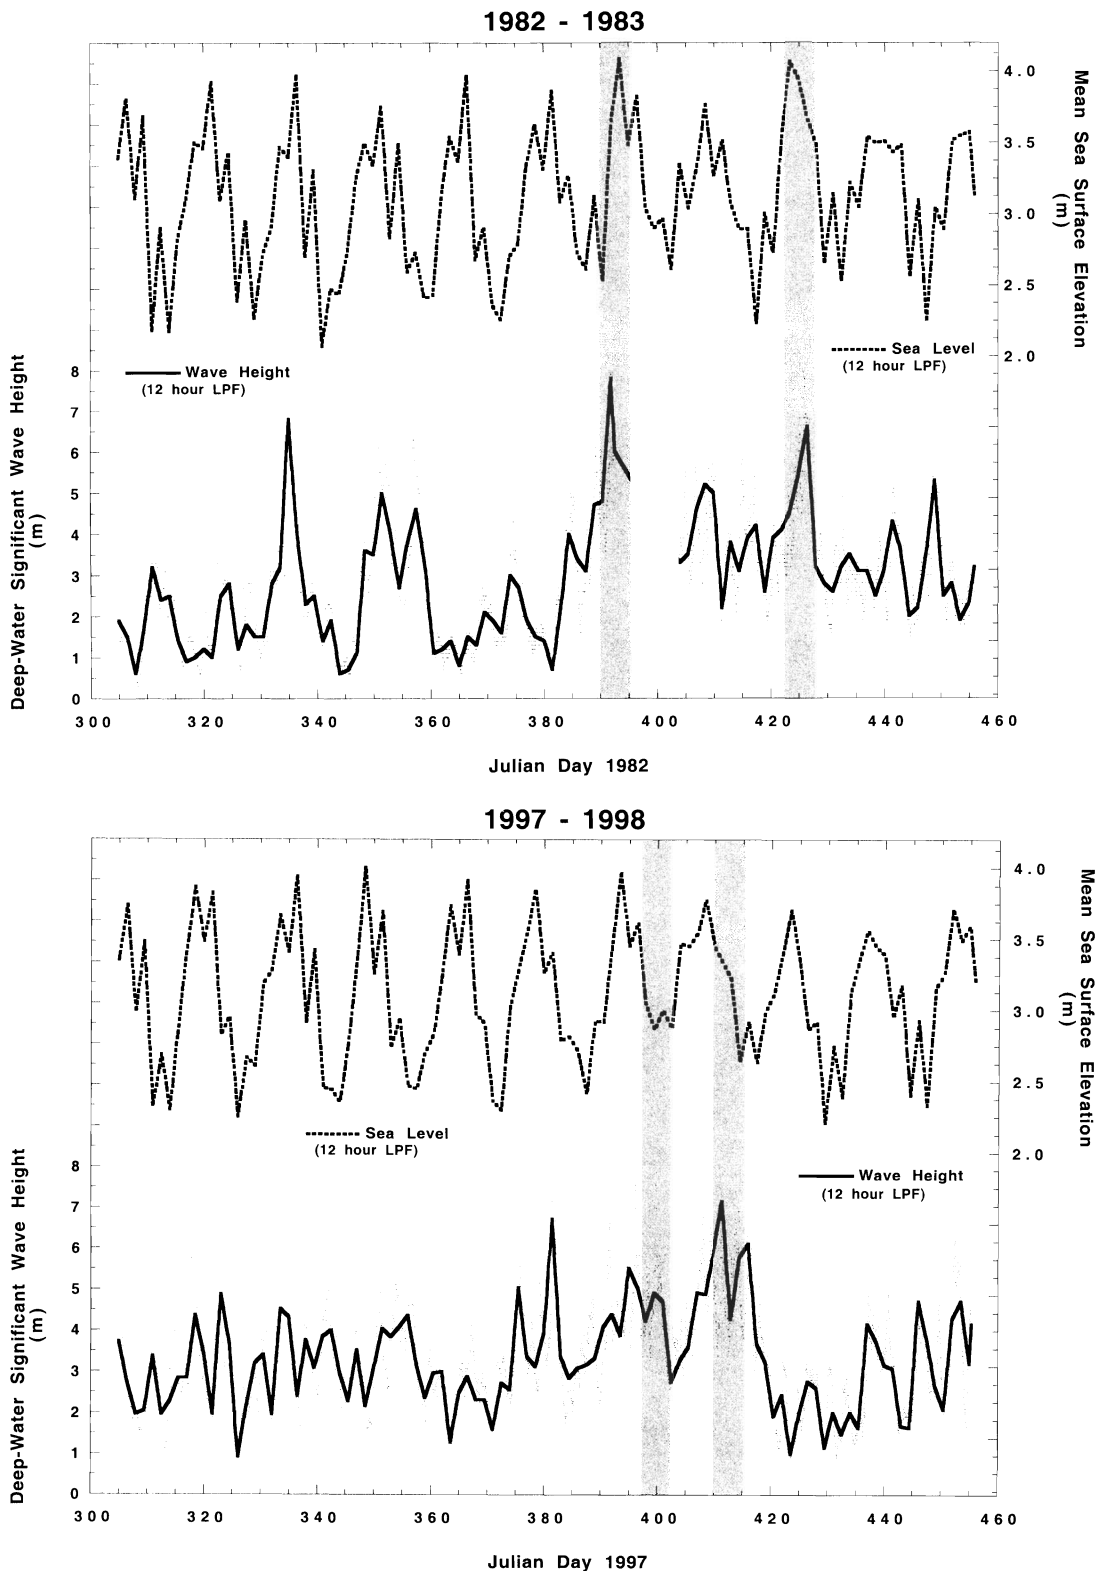 1982 - 1983
4.0
3.5
3.0
2.5
2.0
Mean Sea Surface Elevation
(m)
Sea Level
(12 hour LPF)
Wave Height
(12 hour LPF)
8
7
6
5
4
3
2
1
0
Deep-Water Significant Wave Height
(m)
300 320 340 360 380 400 420 440 460
Julian Day 1982
1997 - 1998
4.0
3.5
3.0
2.5
2.0
Mean Sea Surface Elevation
(m)
Sea Level
(12 hour LPF)
Wave Height
(12 hour LPF)
8
7
6
5
4
3
2
1
0
Deep-Water Significant Wave Height
(m)
300 320 340 360 380 400 420 440 460
Julian Day 1997